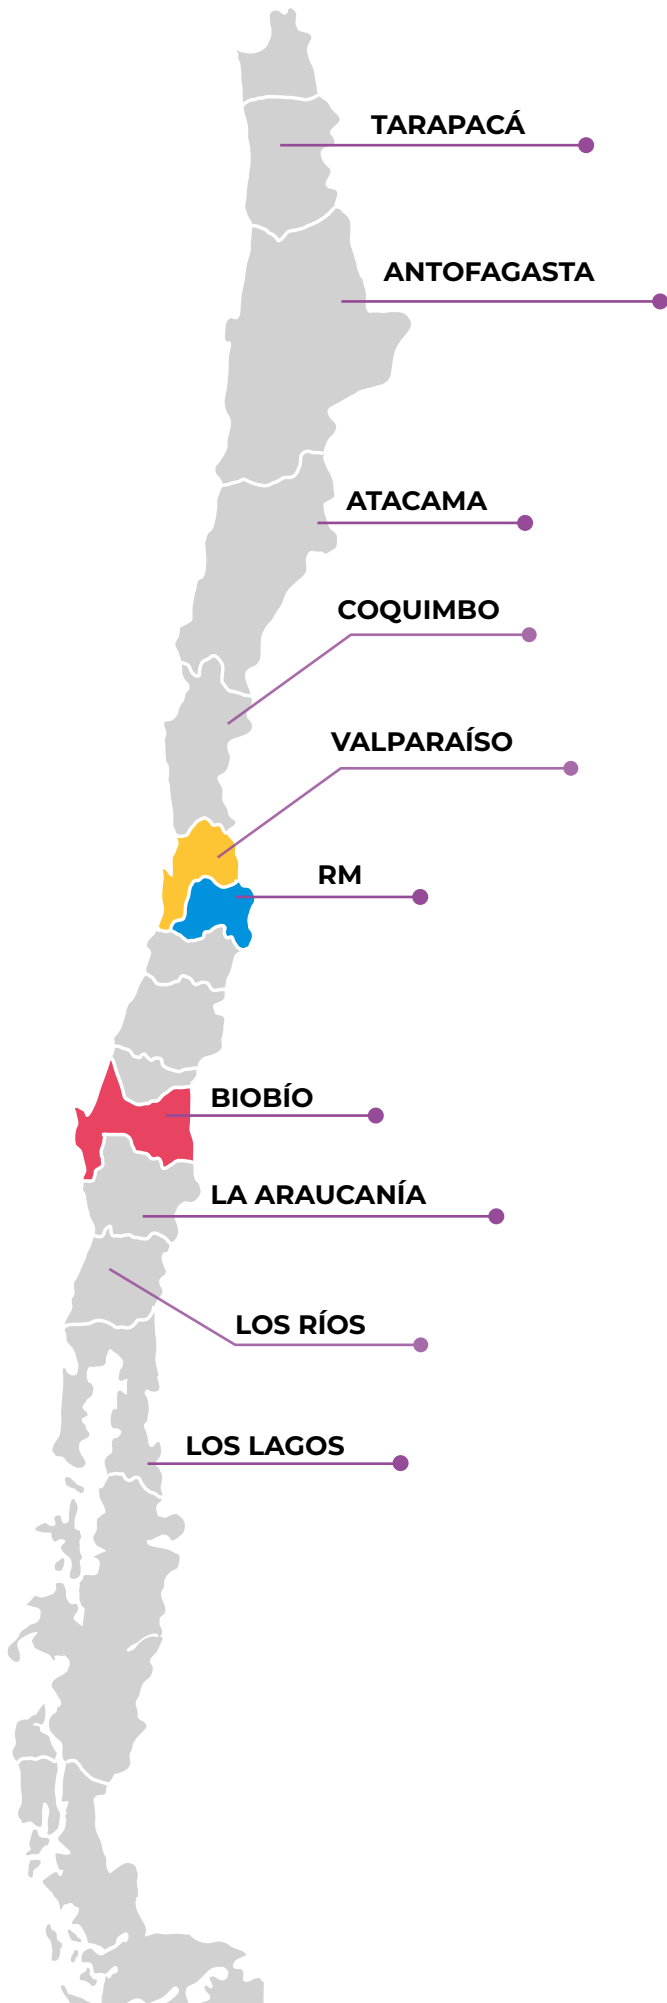 TARAPACÁ
ANTOFAGASTA
ATACAMA
COQUIMBO
VALPARAÍSO
RM
BIOBÍO
LA ARAUCANÍA
LOS RÍOS
LOS LAGOS